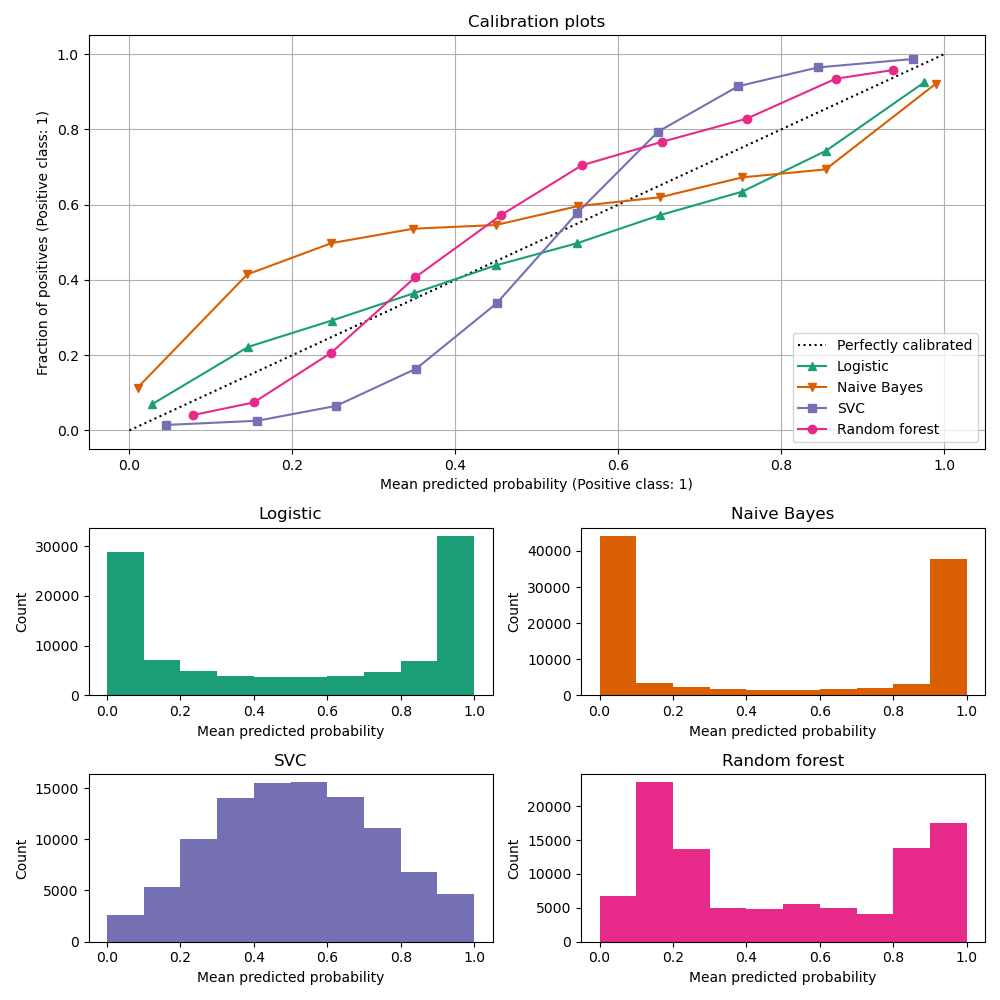 Calibration plots
Fraction of positives (Positive class: 1)
1.0
0.8
0.6
0.4
0.2
0.0
0.0 0.2 0.4 0.6 0.8 1.0
Mean predicted probability (Positive class: 1)
Perfectly calibrated
Logistic
Naive Bayes
SVC
Random forest
Logistic
Count
30000
20000
10000
0
0.0 0.2 0.4 0.6 0.8 1.0
Mean predicted probability
Naive Bayes
Count
40000
30000
20000
10000
0
0.0 0.2 0.4 0.6 0.8 1.0
Mean predicted probability
SVC
Count
15000
10000
5000
0
0.0 0.2 0.4 0.6 0.8 1.0
Mean predicted probability
Random forest
Count
20000
15000
10000
5000
0
0.0 0.2 0.4 0.6 0.8 1.0
Mean predicted probability